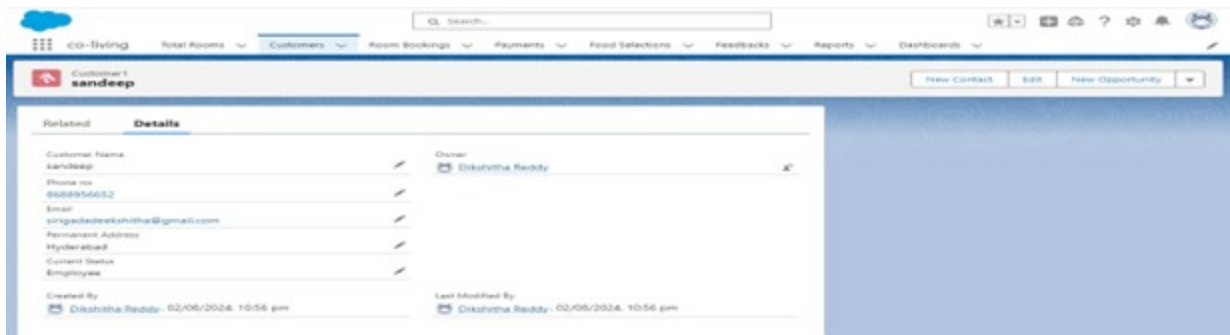 Search...
co-living Total Rooms Customers Room Bookings Payments Food Selections Feedbacks Reports Dashboards
Customer1
sandeep
New Contact Edit New Opportunity
Related Details
Customer Name Owner
sandeep Dikshitha Reddy
Phone no
8688956652
Email
sirigadadeekshitha@gmail.com
Permanent Address
Hyderabad
Current Status
Employee
Created By Last Modified By
Dikshitha Reddy, 02/08/2024, 10:56 pm Dikshitha Reddy, 02/08/2024, 10:56 pm